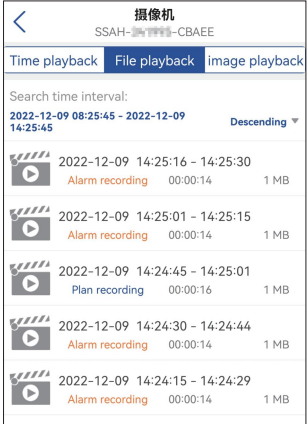 摄像机
SSAH- -CBAEE
Time playback File playback image playback
Search time interval:
2022-12-09 08:25:45 - 2022-12-09
14:25:45
Descending
2022-12-09 14:25:16 - 14:25:30
Alarm recording 00:00:14 1 MB
2022-12-09 14:25:01 - 14:25:15
Alarm recording 00:00:14 1 MB
2022-12-09 14:24:45 - 14:25:01
Plan recording 00:00:16 1 MB
2022-12-09 14:24:30 - 14:24:44
Alarm recording 00:00:14 1 MB
2022-12-09 14:24:15 - 14:24:29
Alarm recording 00:00:14 1 MB